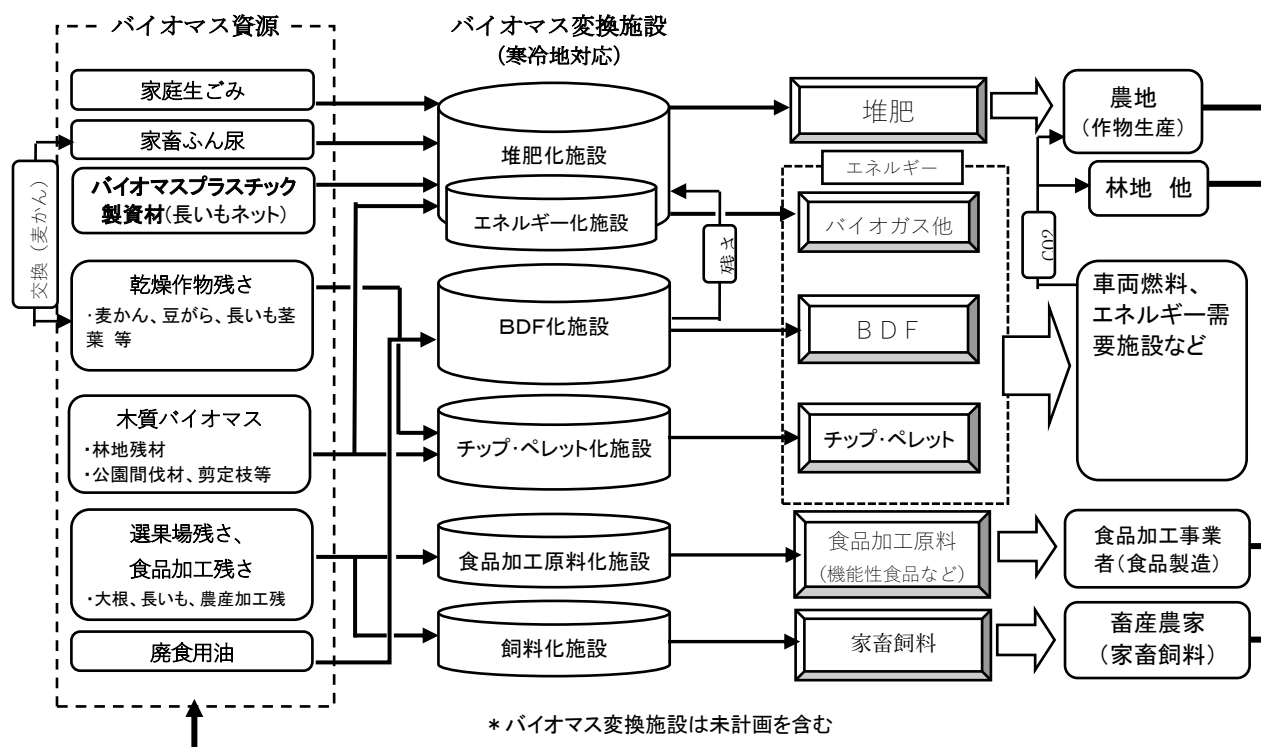 バイオマス資源
家庭生ごみ
家畜ふん尿
バイオマスプラスチック
製資材(長いもネット)
交換（麦かん）
乾燥作物残さ
・麦かん、豆がら、長いも茎
葉 等
木質バイオマス
・林地残材
・公園間伐材、剪定枝等
選果場残さ、
食品加工残さ
・大根、長いも、農産加工残
廃食用油
バイオマス変換施設
(寒冷地対応)
堆肥化施設
エネルギー化施設
残さ
BDF化施設
チップ・ペレット化施設
食品加工原料化施設
飼料化施設
堆肥
エネルギー
バイオガス他
ＢＤＦ
チップ・ペレット
食品加工原料
(機能性食品など)
家畜飼料
農地
(作物生産)
林地 他
CO2
車両燃料、
エネルギー需
要施設など
食品加工事業
者(食品製造)
畜産農家
(家畜飼料)
＊バイオマス変換施設は未計画を含む